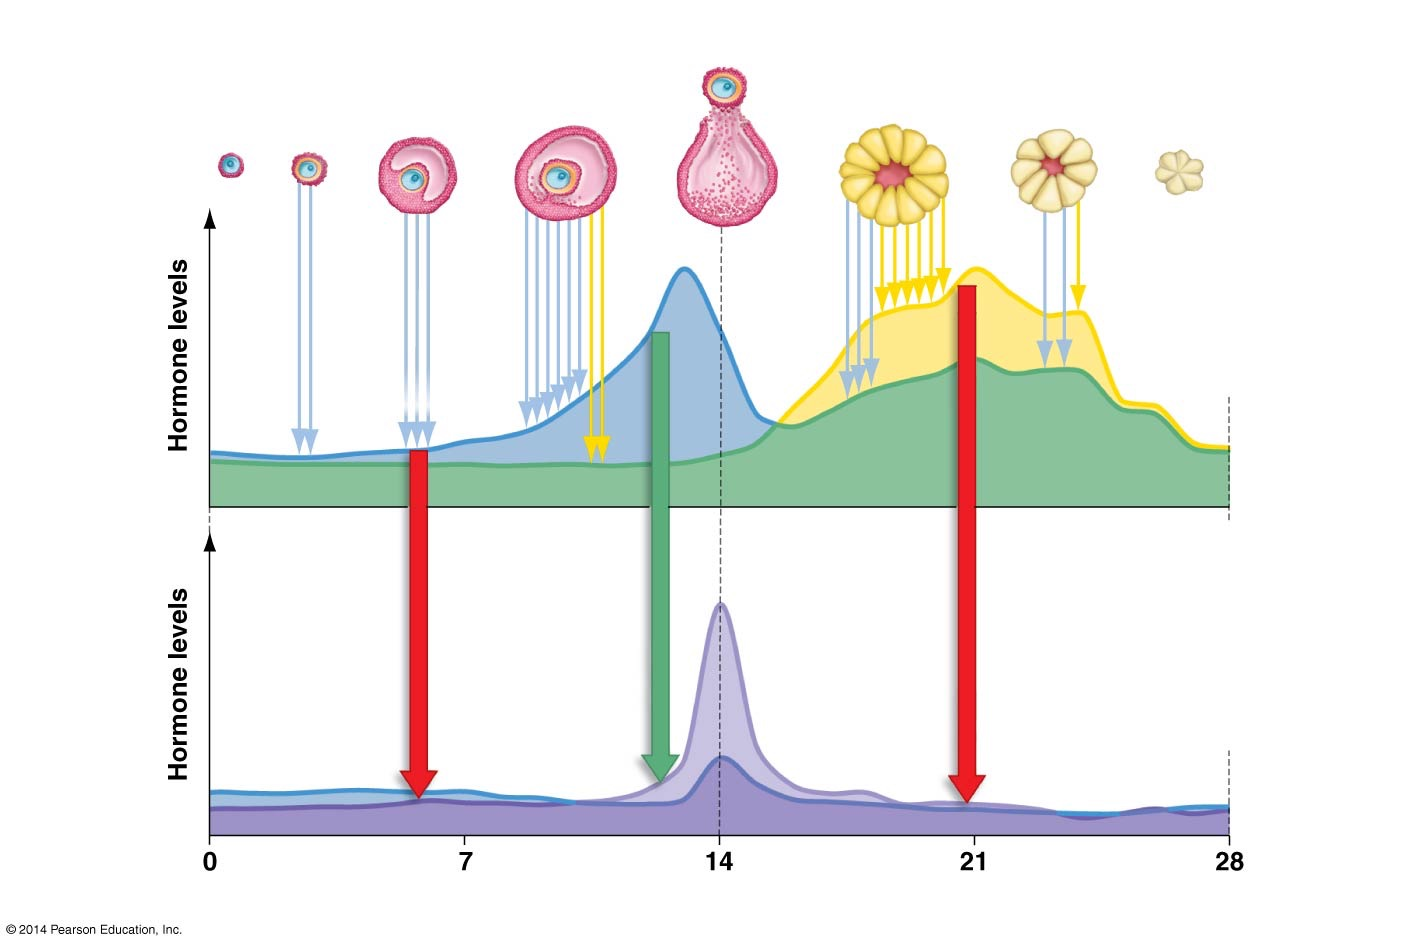 Hormone levels
Hormone levels
0 7 14 21 28
© 2014 Pearson Education, Inc.